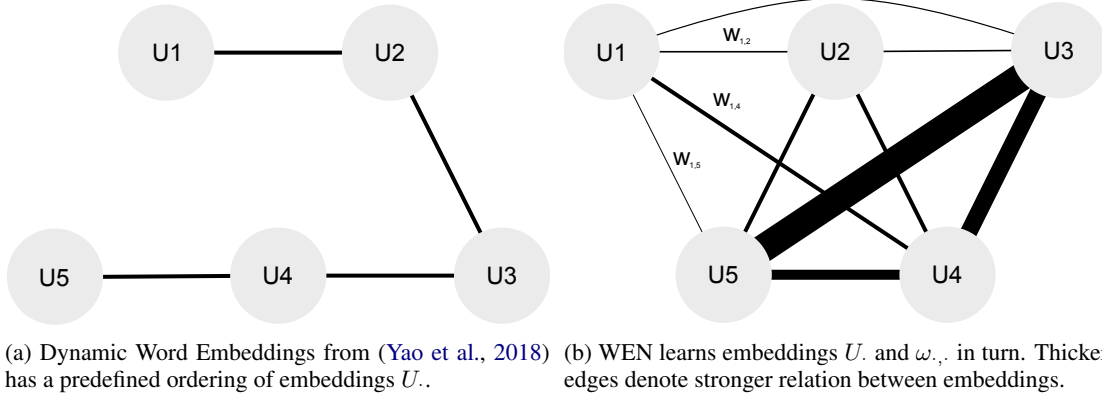 U1
U2
U5
U4
U3
U1
W1,2
U2
U3
W1,4
W1,5
U5
U4
(a) Dynamic Word Embeddings from (Yao et al., 2018)
has a predefined ordering of embeddings U·.
(b) WEN learns embeddings U· and ω·,· in turn. Thicke
edges denote stronger relation between embeddings.